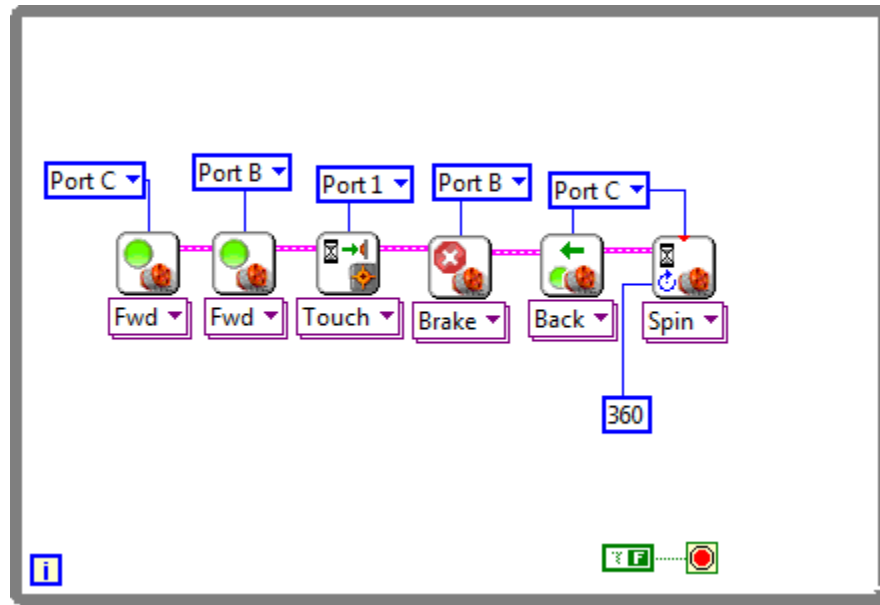 Port C
Port B
Port 1
Port B
Port C
Fwd
Fwd
Touch
Brake
Back
Spin
360
i
F